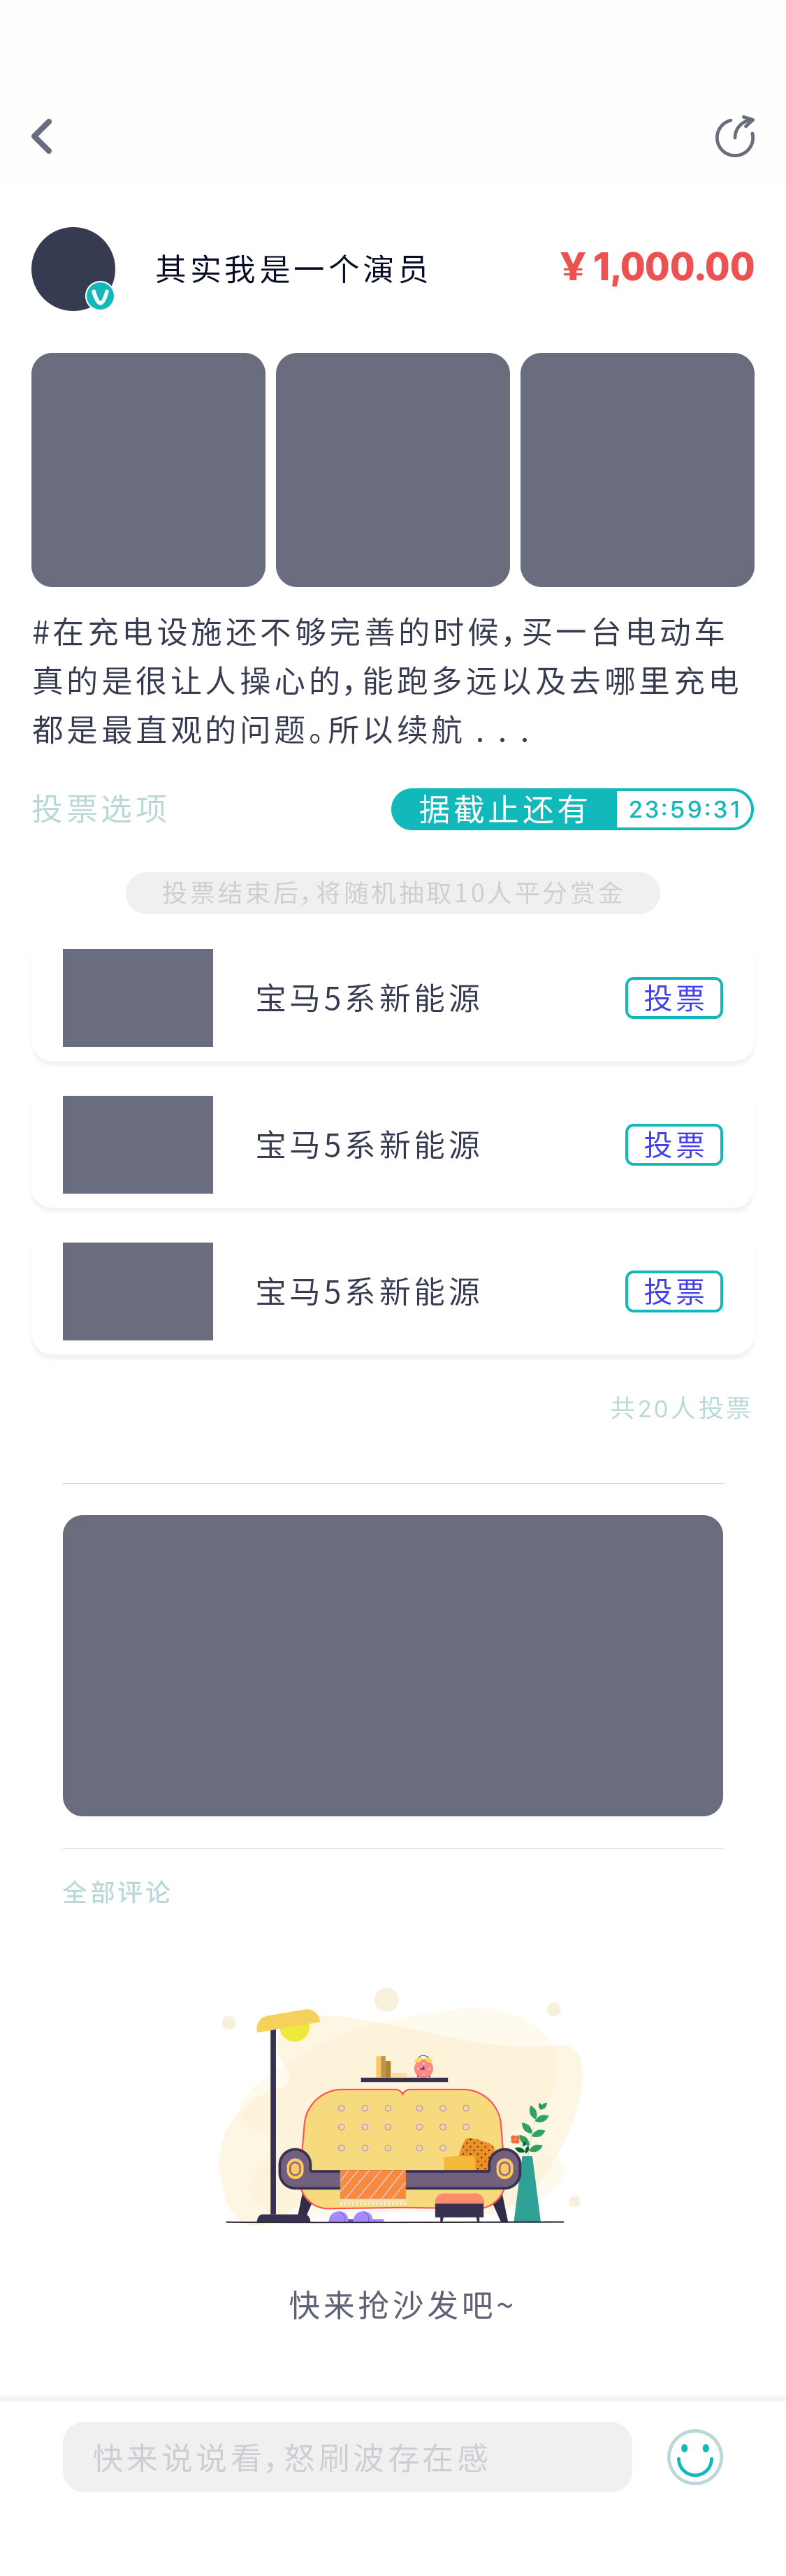 其实我是一个演员
¥ 1,000.00
#在充电设施还不够完善的时候，买一台电动车
真的是很让人操心的，能跑多远以及去哪里充电
都是最直观的问题。所以续航 . . .
投票选项
据截止还有 23:59:31
投票结束后，将随机抽取10人平分赏金
宝马5系新能源
投票
宝马5系新能源
投票
宝马5系新能源
投票
共20人投票
全部评论
快来抢沙发吧~
快来说说看，怒刷波存在感